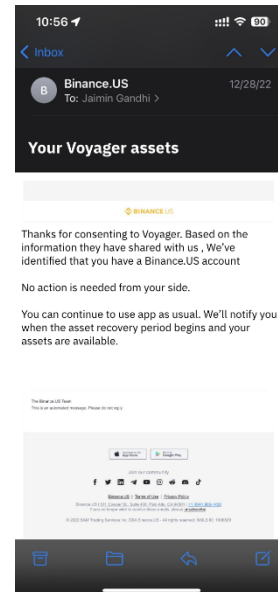 10:56
90
Inbox
B
Binance.US
12/28/22
To: Jaimin Gandhi >
Your Voyager assets
BINANCE.US
Thanks for consenting to Voyager. Based on the
information they have shared with us , We've
identified that you have a Binance.US account
No action is needed from your side.
You can continue to use app as usual. We'll notify you
when the asset recovery period begins and your
assets are available.
The Binance.US Team
This is an automated message. Please do not reply
App Store
Google Play
Join our community
Binance.US | Terms of Use | Privacy Policy